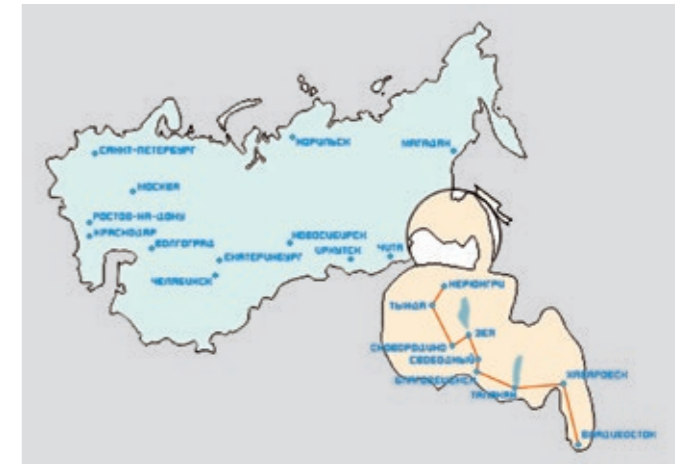 САНКТ-ПЕТЕРБУРГ
НОРИЛЬСК
МАГАДАН
МОСКВА
РОСТОВ-НА-ДОНУ
КРАСНОДАР
ВОЛГОГРАД
НОВОСИБИРСК
ЕКАТЕРИНБУРГ
ИРКУТСК
ЧИТА
ЧЕЛЯБИНСК
НЕРЮНГРИ
ТЫНДА
ЗЕЯ
СКОВОРОДИНО
СВОБОДНЫЙ
БЛАГОВЕЩЕНСК
ТАЛАКАН
ХАБАРОВСК
ВЛАДИВОСТОК